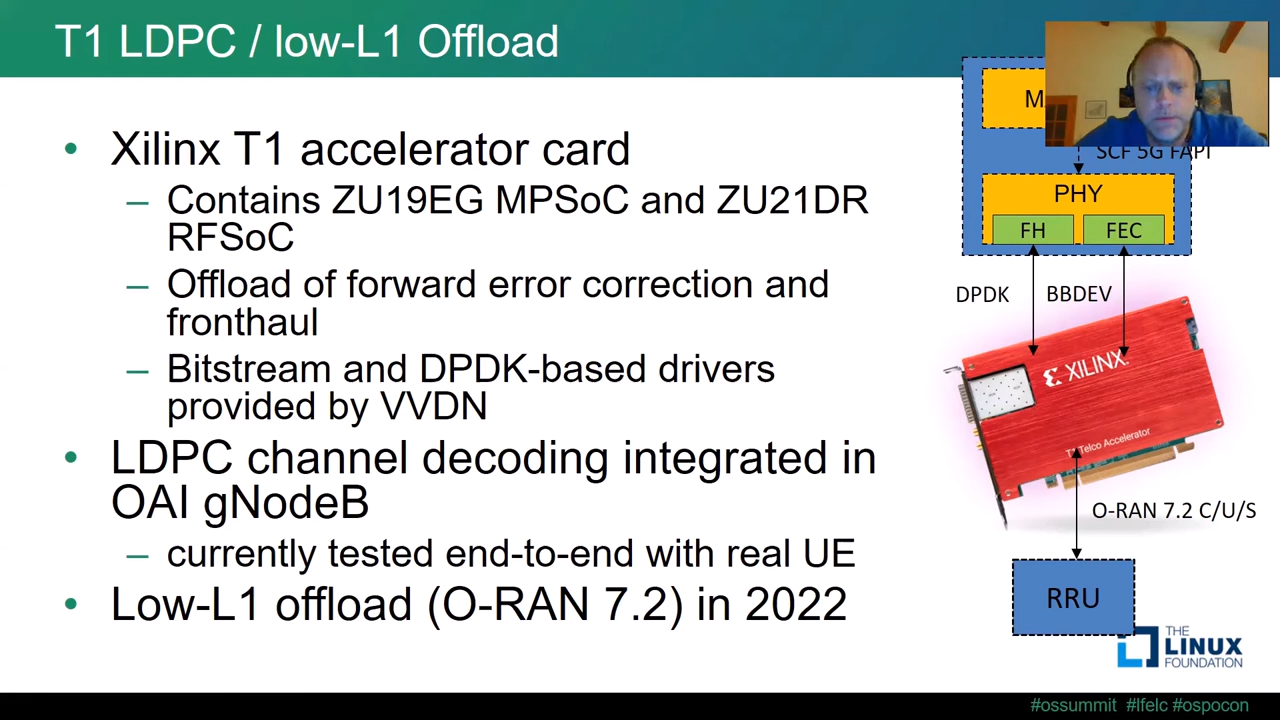 T1 LDPC / low-L1 Offload
• Xilinx T1 accelerator card
– Contains ZU19EG MPSoC and ZU21DR
RFSoC
– Offload of forward error correction and
fronthaul
– Bitstream and DPDK-based drivers
provided by VVDN
• LDPC channel decoding integrated in
OAI gNodeB
– currently tested end-to-end with real UE
• Low-L1 offload (O-RAN 7.2) in 2022
SCF 5G FAPI
PHY
FH
FEC
DPDK
BBDEV
XILINX
Telco Accelerator
O-RAN 7.2 C/U/S
RRU
THE
LINUX
FOUNDATION
#ossummit #lfelc #ospocon